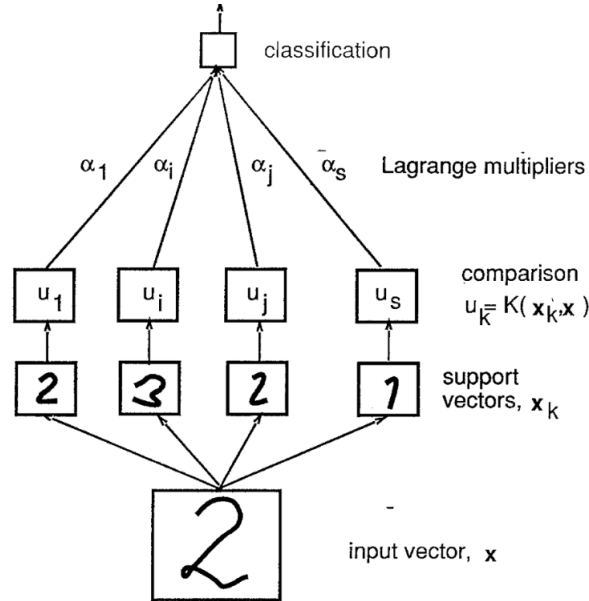 classification
α1 αi αj αs Lagrange multipliers
u1 ui uj us comparison
uk = K( xk, x )
2 3 2 1 support
vectors, xk
2
input vector, x